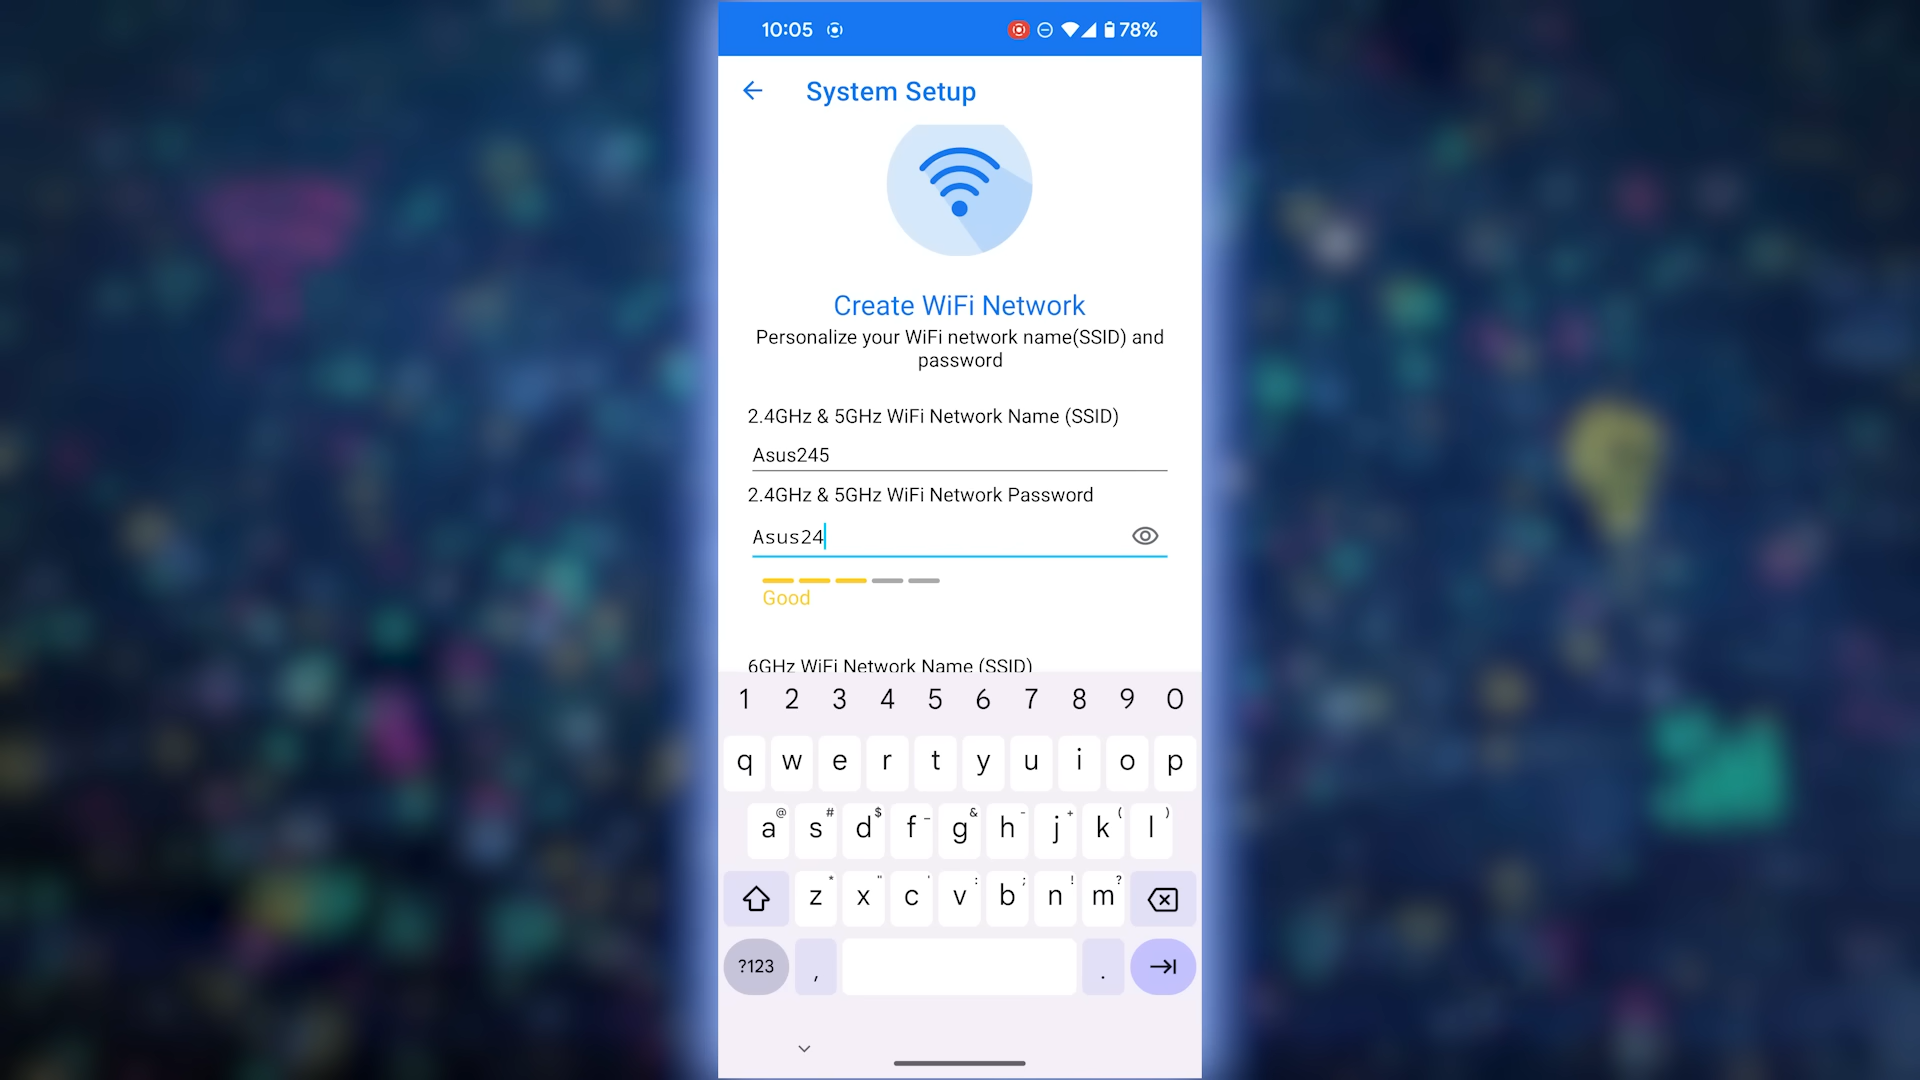 10:05 78%
System Setup
Create WiFi Network
Personalize your WiFi network name(SSID) and
password
2.4GHz & 5GHz WiFi Network Name (SSID)
Asus245
2.4GHz & 5GHz WiFi Network Password
Asus24
Good
6GHz WiFi Network Name (SSID)
1 2 3 4 5 6 7 8 9 0
q w e r t y u i o p
@ # $ _ & - + ( )
a s d f g h j k l
* " ' : ; ! ?
z x c v b n m
?123 , .